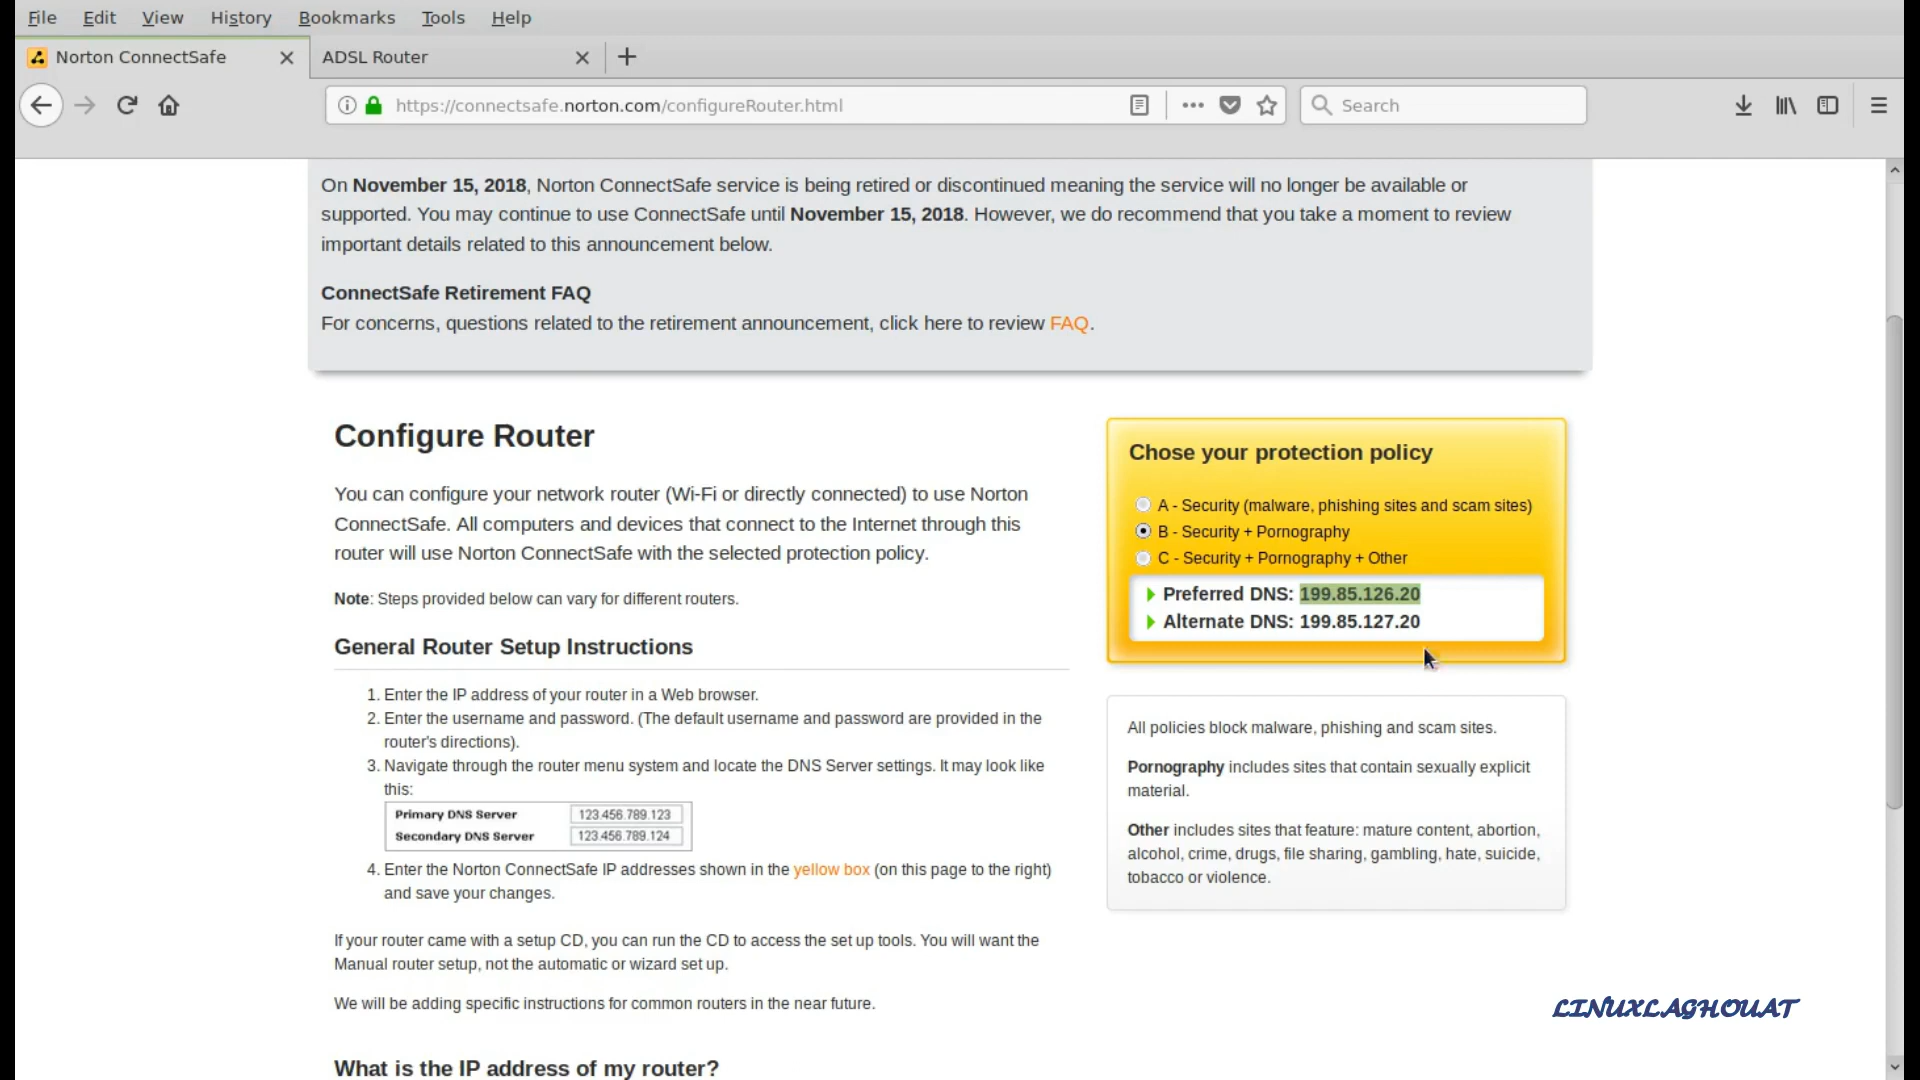 File Edit View History Bookmarks Tools Help
Norton ConnectSafe
ADSL Router
https://connectsafe.norton.com/configureRouter.html
Search
On November 15, 2018, Norton ConnectSafe service is being retired or discontinued meaning the service will no longer be available or
supported. You may continue to use ConnectSafe until November 15, 2018. However, we do recommend that you take a moment to review
important details related to this announcement below.
ConnectSafe Retirement FAQ
For concerns, questions related to the retirement announcement, click here to review FAQ.
Configure Router
You can configure your network router (Wi-Fi or directly connected) to use Norton
ConnectSafe. All computers and devices that connect to the Internet through this
router will use Norton ConnectSafe with the selected protection policy.
Note: Steps provided below can vary for different routers.
General Router Setup Instructions
1. Enter the IP address of your router in a Web browser.
2. Enter the username and password. (The default username and password are provided in the
router's directions).
3. Navigate through the router menu system and locate the DNS Server settings. It may look like
this:
Primary DNS Server 123.456.789.123
Secondary DNS Server 123.456.789.124
4. Enter the Norton ConnectSafe IP addresses shown in the yellow box (on this page to the right)
and save your changes.
If your router came with a setup CD, you can run the CD to access the set up tools. You will want the
Manual router setup, not the automatic or wizard set up.
We will be adding specific instructions for common routers in the near future.
What is the IP address of my router?
Chose your protection policy
A - Security (malware, phishing sites and scam sites)
B - Security + Pornography
C - Security + Pornography + Other
Preferred DNS: 199.85.126.20
Alternate DNS: 199.85.127.20
All policies block malware, phishing and scam sites.
Pornography includes sites that contain sexually explicit
material.
Other includes sites that feature: mature content, abortion,
alcohol, crime, drugs, file sharing, gambling, hate, suicide,
tobacco or violence.
LINUXLAGHOUAT